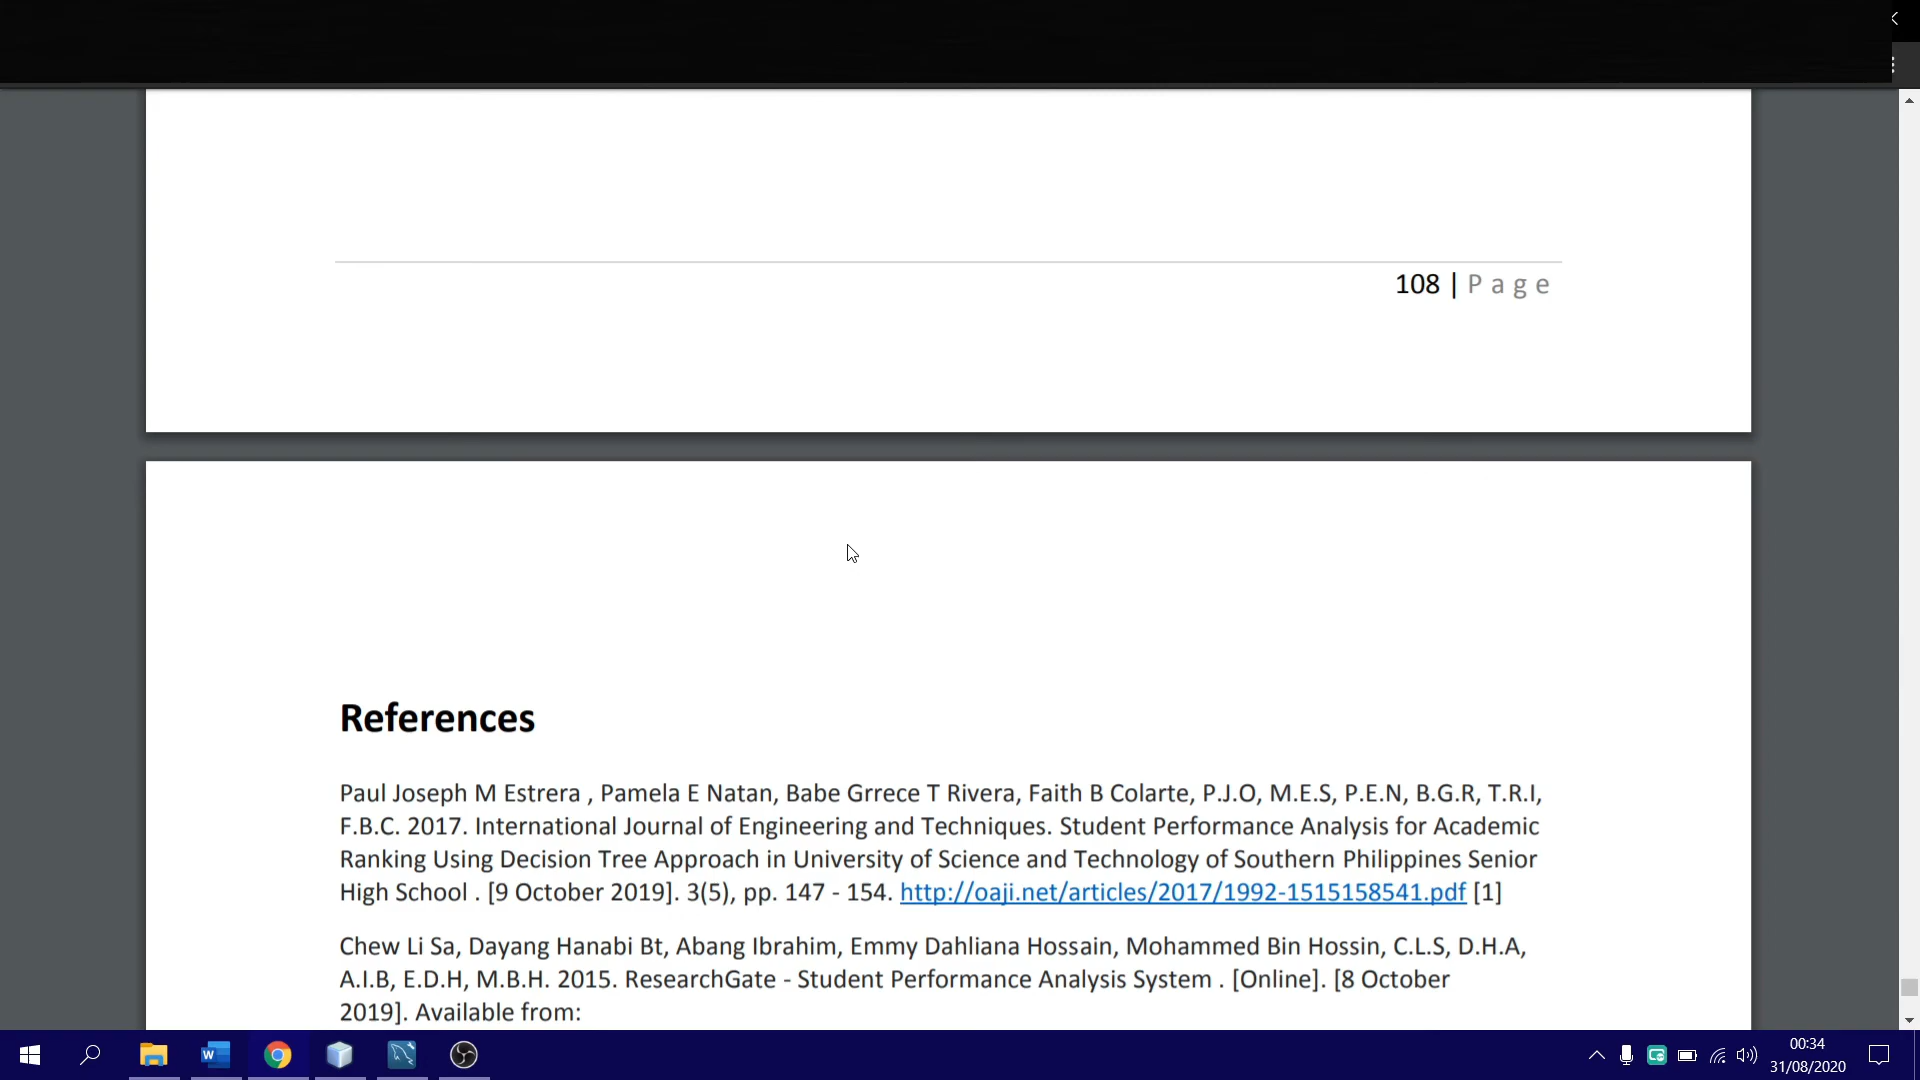 108 | Page
References
Paul Joseph M Estrera , Pamela E Natan, Babe Grrece T Rivera, Faith B Colarte, P.J.O, M.E.S, P.E.N, B.G.R, T.R.I,
F.B.C. 2017. International Journal of Engineering and Techniques. Student Performance Analysis for Academic
Ranking Using Decision Tree Approach in University of Science and Technology of Southern Philippines Senior
High School . [9 October 2019]. 3(5), pp. 147 - 154. http://oaji.net/articles/2017/1992-1515158541.pdf [1]
Chew Li Sa, Dayang Hanabi Bt, Abang Ibrahim, Emmy Dahliana Hossain, Mohammed Bin Hossin, C.L.S, D.H.A,
A.I.B, E.D.H, M.B.H. 2015. ResearchGate - Student Performance Analysis System . [Online]. [8 October
2019]. Available from:
00:34
31/08/2020